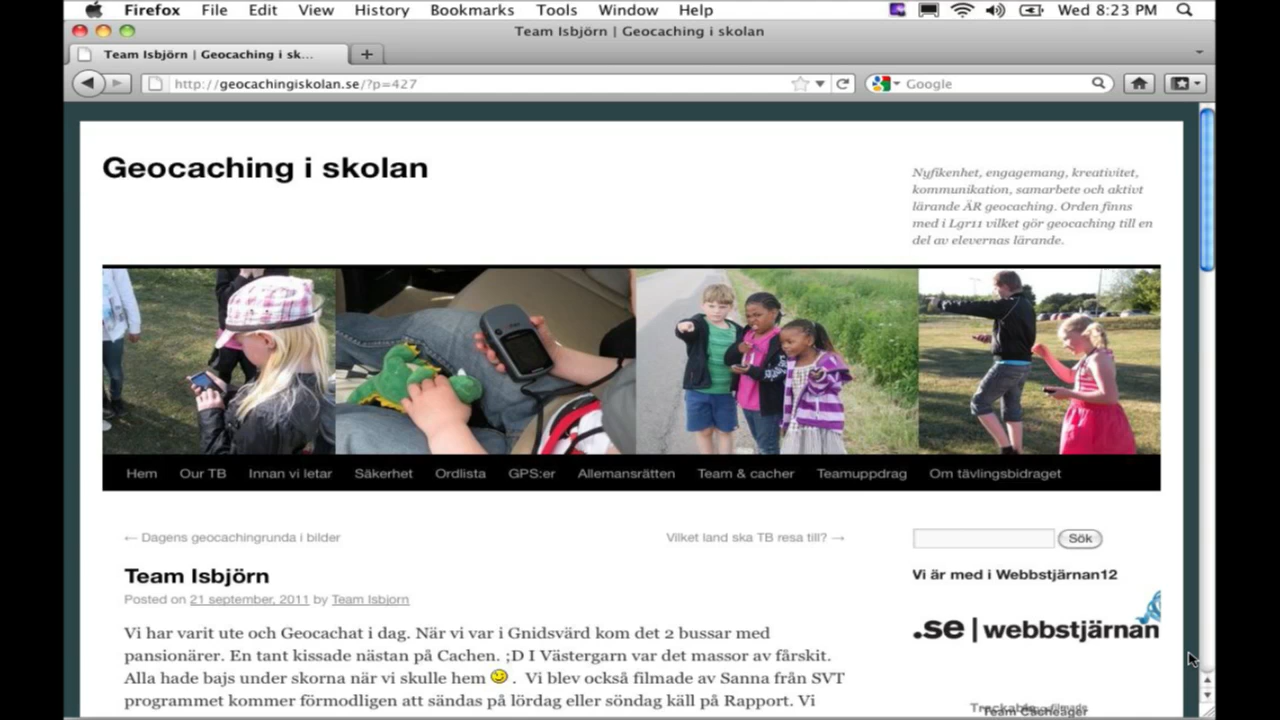 Firefox File Edit View History Bookmarks Tools Window Help Wed 8:23 PM
Team Isbjörn | Geocaching i skolan
Team Isbjörn | Geocaching i sk...
http://geocachingiskolan.se/?p=427
Google
Geocaching i skolan
Nyfikenhet, engagemang, kreativitet,
kommunikation, samarbete och aktivt
lärande ÄR geocaching. Orden finns
med i Lgr11 vilket gör geocaching till en
del av elevernas lärande.
Hem Our TB Innan vi letar Säkerhet Ordlista GPS:er Allemansrätten Team & cacher Teamuppdrag Om tävlingsbidraget
← Dagens geocachingrunda i bilder
Vilket land ska TB resa till? →
Sök
Team Isbjörn
Posted on 21 september, 2011 by Team Isbjorn
Vi har varit ute och Geocachat i dag. När vi var i Gnidsvärd kom det 2 bussar med
pansionärer. En tant kissade nästan på Cachen. ;D I Västergarn var det massor av fårskit.
Alla hade bajs under skorna när vi skulle hem . Vi blev också filmade av Sanna från SVT
programmet kommer förmodligen att sändas på lördag eller söndag käll på Rapport. Vi
Vi är med i Webbstjärnan12
.se | webbstjärnan